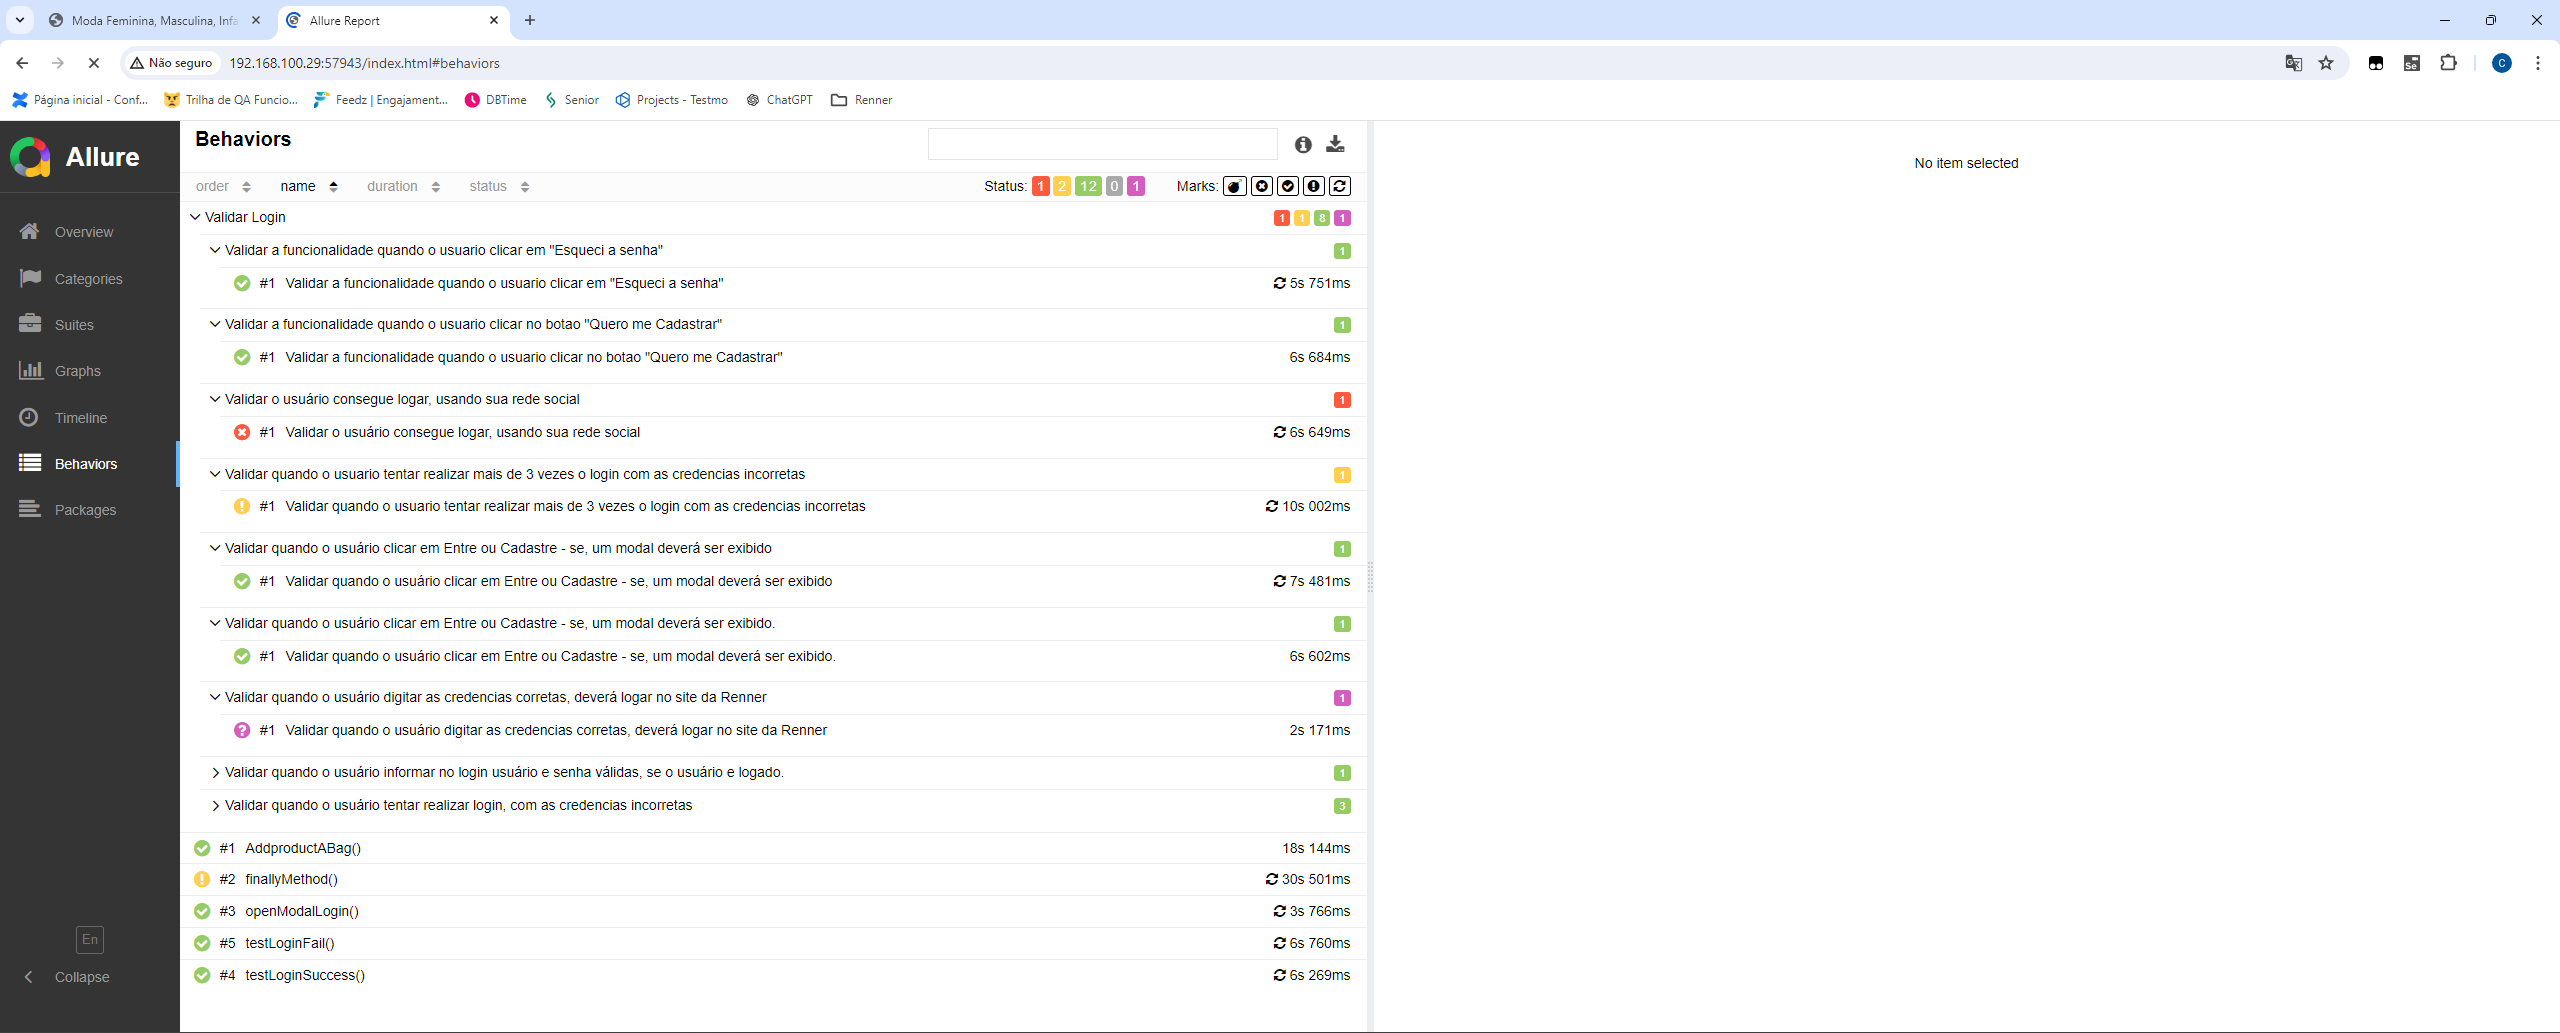 Moda Feminina, Masculina, Infa
Allure Report
Não seguro
192.168.100.29:57943/index.html#behaviors
Página inicial - Conf...
Trilha de QA Funcio...
Feedz | Engajament...
DBTime
Senior
Projects - Testmo
ChatGPT
Renner
C
Allure
Overview
Categories
Suites
Graphs
Timeline
Behaviors
Packages
En
Collapse
Behaviors
order name duration status
Status: 1 2 12 0 1 Marks:
Validar Login 1 1 8 1
Validar a funcionalidade quando o usuario clicar em "Esqueci a senha" 1
#1 Validar a funcionalidade quando o usuario clicar em "Esqueci a senha" 5s 751ms
Validar a funcionalidade quando o usuario clicar no botao "Quero me Cadastrar" 1
#1 Validar a funcionalidade quando o usuario clicar no botao "Quero me Cadastrar" 6s 684ms
Validar o usuário consegue logar, usando sua rede social 1
#1 Validar o usuário consegue logar, usando sua rede social 6s 649ms
Validar quando o usuario tentar realizar mais de 3 vezes o login com as credencias incorretas 1
#1 Validar quando o usuario tentar realizar mais de 3 vezes o login com as credencias incorretas 10s 002ms
Validar quando o usuário clicar em Entre ou Cadastre - se, um modal deverá ser exibido 1
#1 Validar quando o usuário clicar em Entre ou Cadastre - se, um modal deverá ser exibido 7s 481ms
Validar quando o usuário clicar em Entre ou Cadastre - se, um modal deverá ser exibido. 1
#1 Validar quando o usuário clicar em Entre ou Cadastre - se, um modal deverá ser exibido. 6s 602ms
Validar quando o usuário digitar as credencias corretas, deverá logar no site da Renner 1
#1 Validar quando o usuário digitar as credencias corretas, deverá logar no site da Renner 2s 171ms
Validar quando o usuário informar no login usuário e senha válidas, se o usuário e logado. 1
Validar quando o usuário tentar realizar login, com as credencias incorretas 3
#1 AddproductABag() 18s 144ms
#2 finallyMethod() 30s 501ms
#3 openModalLogin() 3s 766ms
#5 testLoginFail() 6s 760ms
#4 testLoginSuccess() 6s 269ms
No item selected